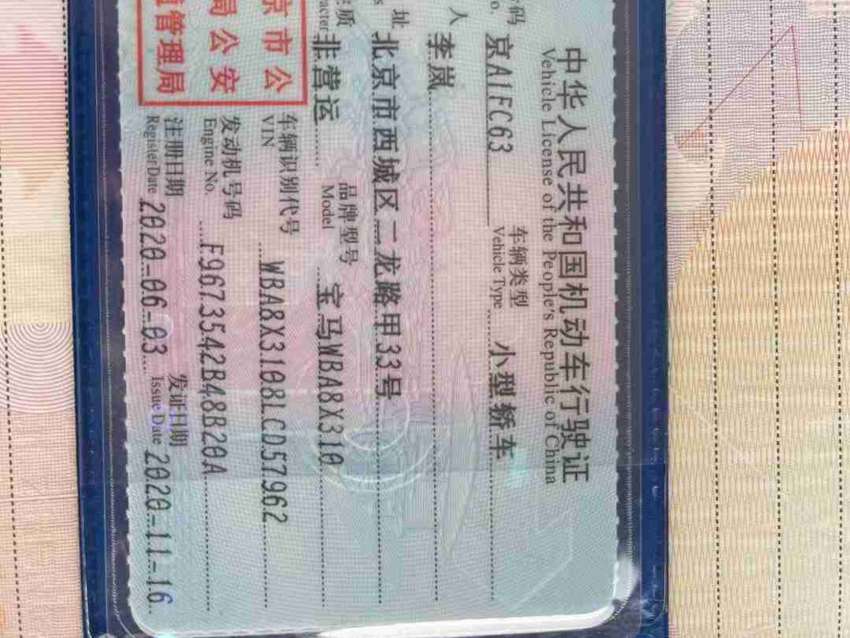 中华人民共和国机动车行驶证
Vehicle License of the People's Republic of China
号码 京A1FC63 车辆类型 小型轿车
No. Vehicle Type
人 李岚
址 北京市西城区二龙路甲33号
质 非营运 品牌型号 宝马WBA8X310
Model
京市公
局公安
管理局
车辆识别代号 WBA8X3108LCD57962
VIN
发动机号码 F9673542B48B20A
Engine No.
注册日期 2020-06-03 发证日期 2020-11-16
Register Date Issue Date